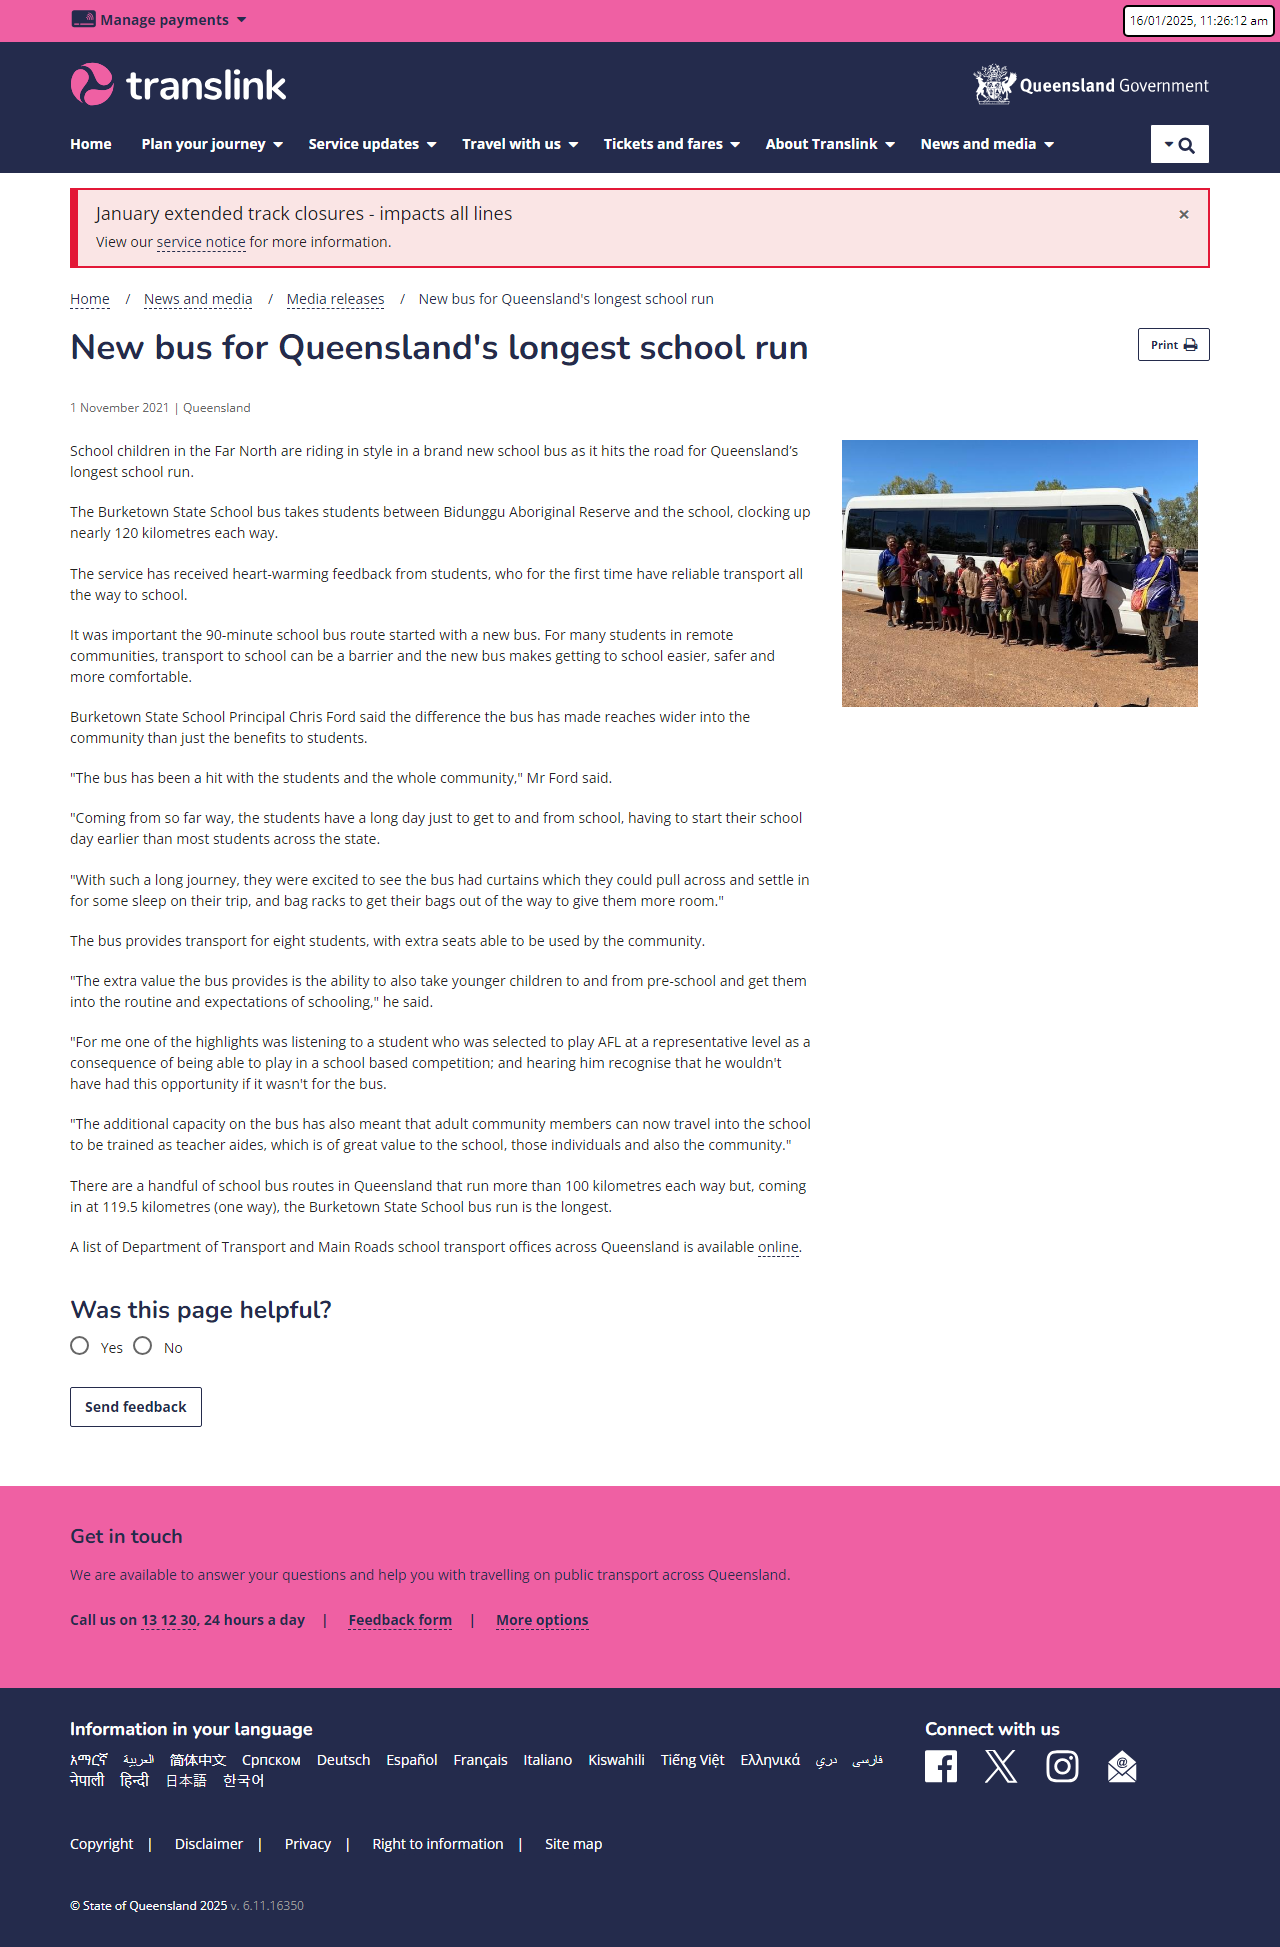 Manage payments
16/01/2025, 11:26:12 am
translink
Queensland Government
Home Plan your journey Service updates Travel with us Tickets and fares About Translink News and media
January extended track closures - impacts all lines ×
View our service notice for more information.
Home / News and media / Media releases / New bus for Queensland's longest school run
New bus for Queensland's longest school run
Print
1 November 2021 | Queensland
School children in the Far North are riding in style in a brand new school bus as it hits the road for Queensland’s
longest school run.
The Burketown State School bus takes students between Bidunggu Aboriginal Reserve and the school, clocking up
nearly 120 kilometres each way.
The service has received heart-warming feedback from students, who for the first time have reliable transport all
the way to school.
It was important the 90-minute school bus route started with a new bus. For many students in remote
communities, transport to school can be a barrier and the new bus makes getting to school easier, safer and
more comfortable.
Burketown State School Principal Chris Ford said the difference the bus has made reaches wider into the
community than just the benefits to students.
"The bus has been a hit with the students and the whole community," Mr Ford said.
"Coming from so far way, the students have a long day just to get to and from school, having to start their school
day earlier than most students across the state.
"With such a long journey, they were excited to see the bus had curtains which they could pull across and settle in
for some sleep on their trip, and bag racks to get their bags out of the way to give them more room."
The bus provides transport for eight students, with extra seats able to be used by the community.
"The extra value the bus provides is the ability to also take younger children to and from pre-school and get them
into the routine and expectations of schooling," he said.
"For me one of the highlights was listening to a student who was selected to play AFL at a representative level as a
consequence of being able to play in a school based competition; and hearing him recognise that he wouldn't
have had this opportunity if it wasn't for the bus.
"The additional capacity on the bus has also meant that adult community members can now travel into the school
to be trained as teacher aides, which is of great value to the school, those individuals and also the community."
There are a handful of school bus routes in Queensland that run more than 100 kilometres each way but, coming
in at 119.5 kilometres (one way), the Burketown State School bus run is the longest.
A list of Department of Transport and Main Roads school transport offices across Queensland is available online.
Was this page helpful?
Yes No
Send feedback
Get in touch
We are available to answer your questions and help you with travelling on public transport across Queensland.
Call us on 13 12 30, 24 hours a day | Feedback form | More options
Information in your language
አማርኛ العربية 简体中文 Српском Deutsch Español Français Italiano Kiswahili Tiếng Việt Ελληνικά دري فارسی
नेपाली हिन्दी 日本語 한국어
Connect with us
Copyright | Disclaimer | Privacy | Right to information | Site map
© State of Queensland 2025 v. 6.11.16350